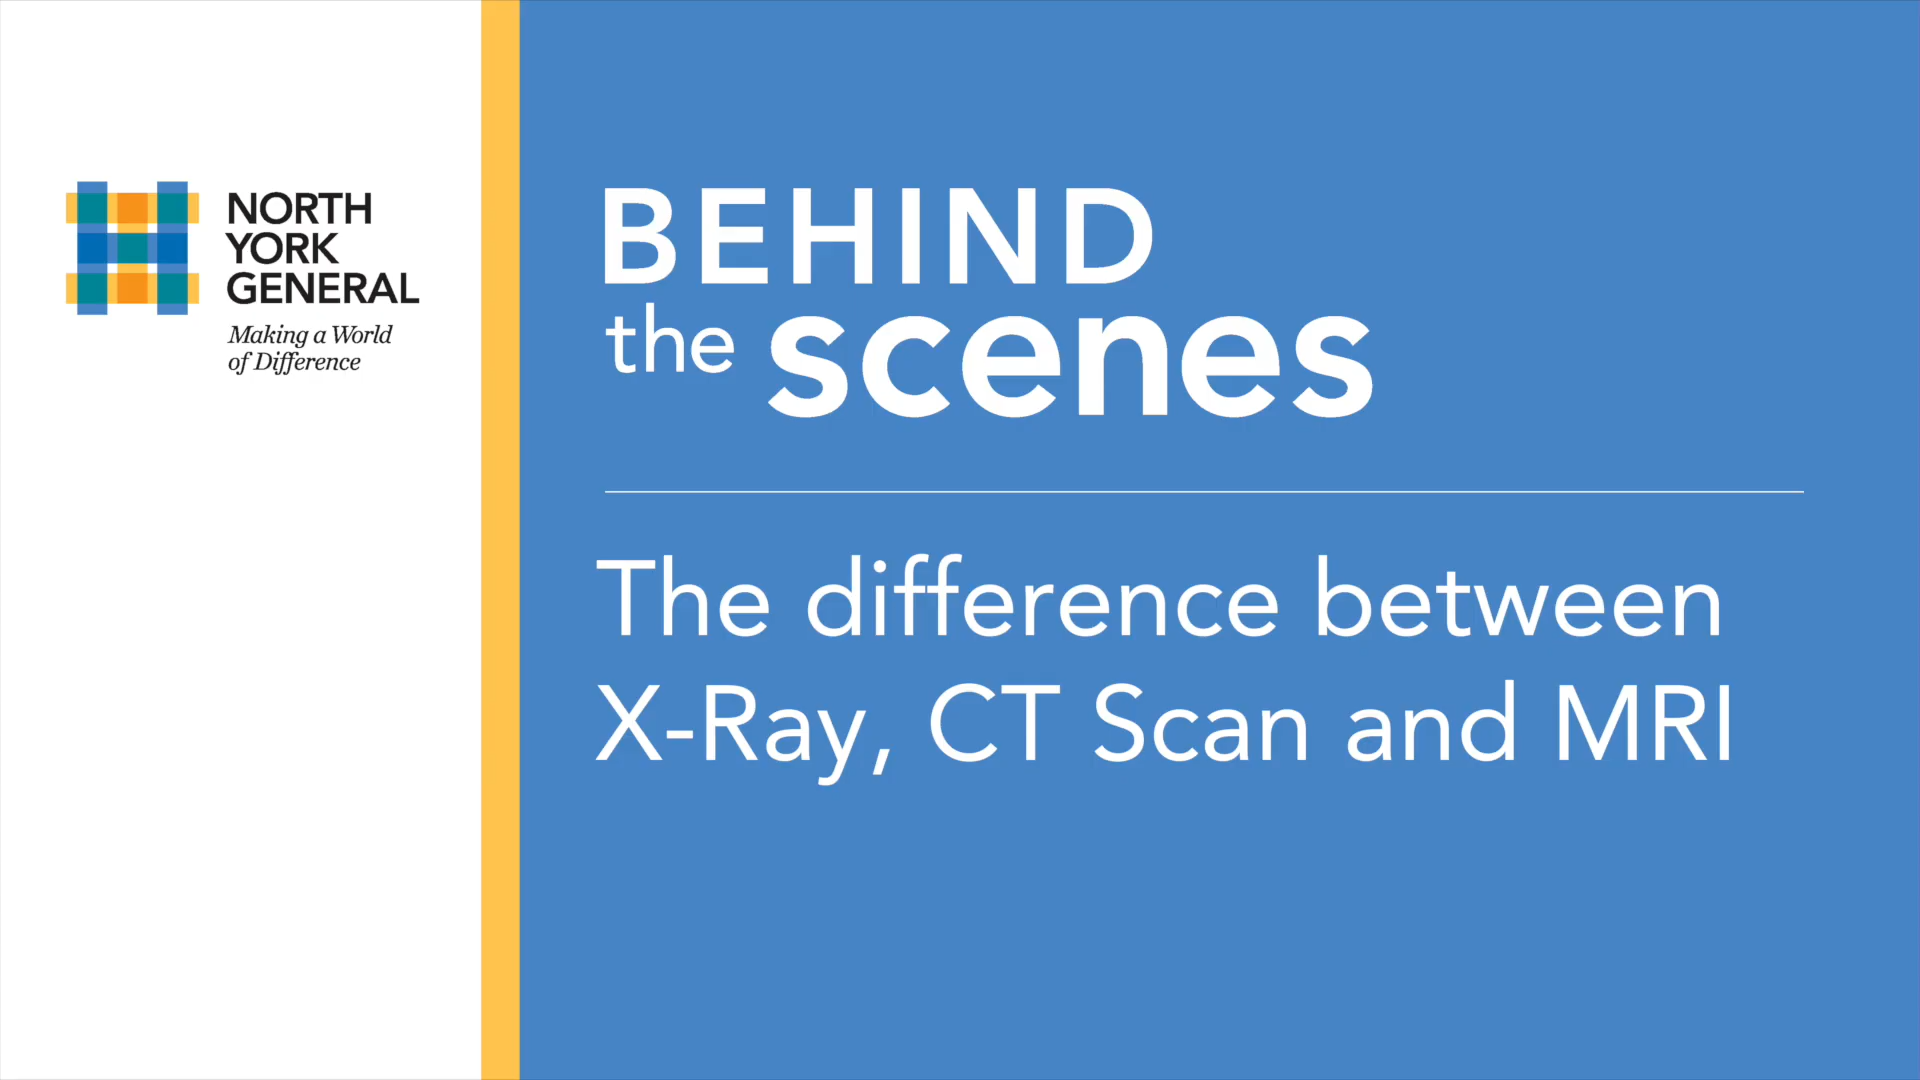 NORTH
YORK
GENERAL
Making a World
of Difference
BEHIND
the scenes
The difference between
X-Ray, CT Scan and MRI